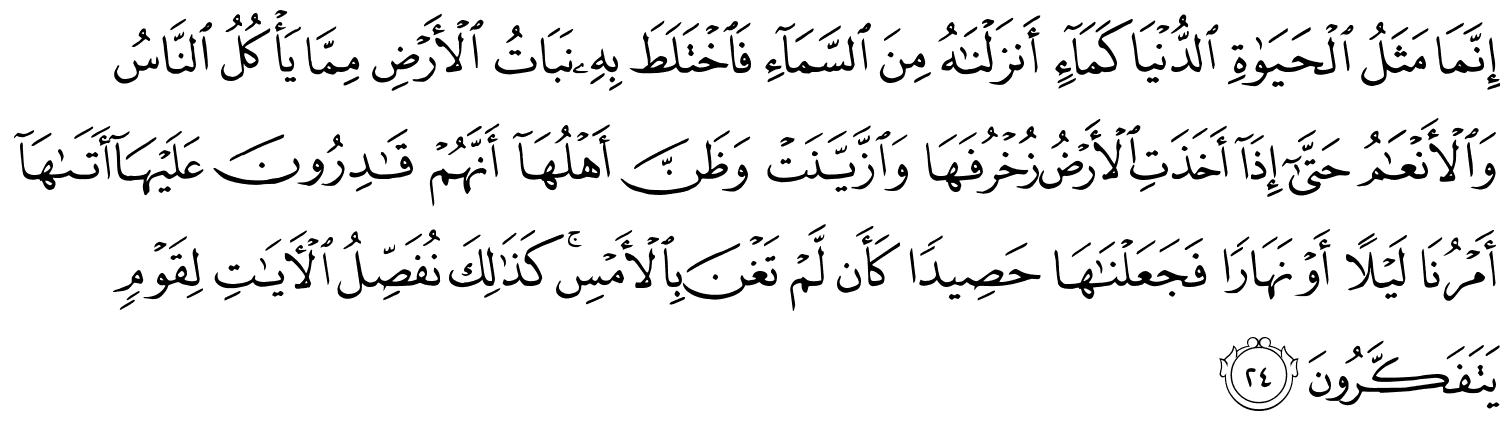 إِنَّمَا مَثَلُ ٱلْحَيَوٰةِ ٱلدُّنْيَا كَمَآءٍ أَنزَلْنَٰهُ مِنَ ٱلسَّمَآءِ فَٱخْتَلَطَ بِهِۦ نَبَاتُ ٱلْأَرْضِ مِمَّا يَأْكُلُ ٱلنَّاسُ
وَٱلْأَنْعَٰمُ حَتَّىٰٓ إِذَآ أَخَذَتِ ٱلْأَرْضُ زُخْرُفَهَا وَٱزَّيَّنَتْ وَظَنَّ أَهْلُهَآ أَنَّهُمْ قَٰدِرُونَ عَلَيْهَآ أَتَىٰهَآ
أَمْرُنَا لَيْلًا أَوْ نَهَارًا فَجَعَلْنَٰهَا حَصِيدًا كَأَن لَّمْ تَغْنَ بِٱلْأَمْسِ ۚ كَذَٰلِكَ نُفَصِّلُ ٱلْأَيَٰتِ لِقَوْمٍ
يَتَفَكَّرُونَ ٢٤